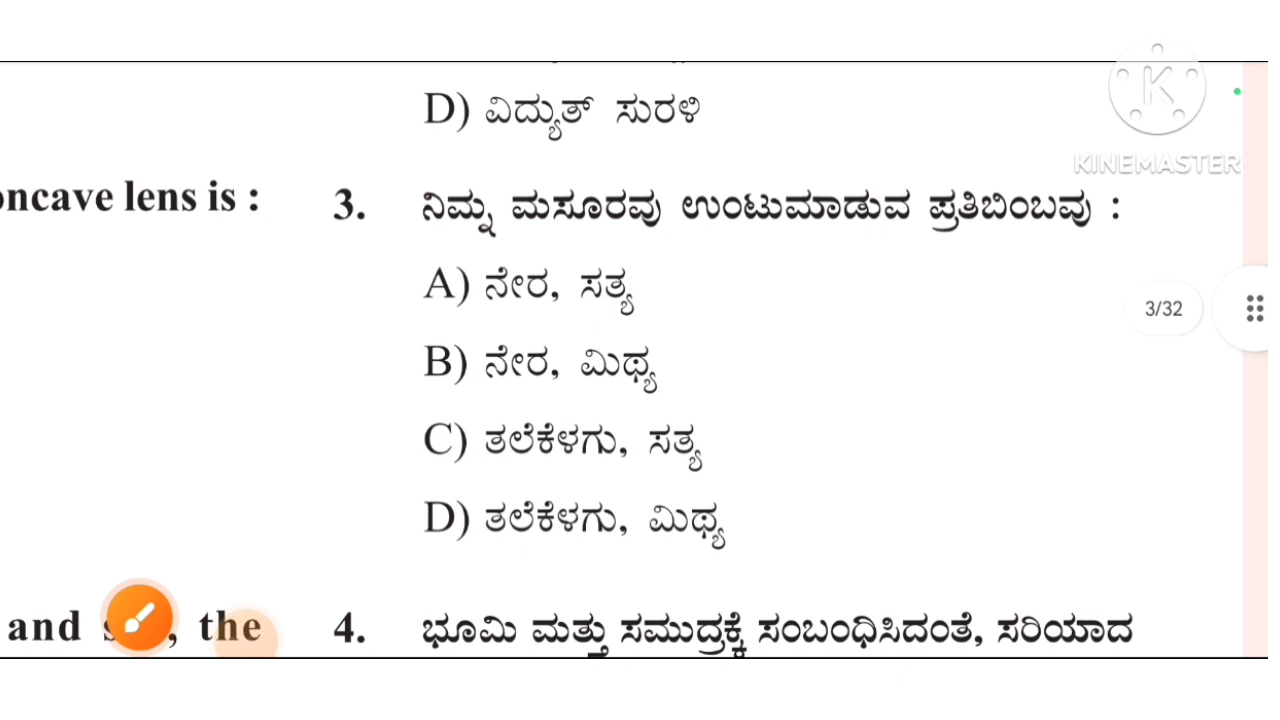 D) ವಿದ್ಯುತ್ ಸುರಳಿ
K
KINEMASTER
lens is :
3. ನಿಮ್ನ ಮಸೂರವು ಉಂಟುಮಾಡುವ ಪ್ರತಿಬಿಂಬವು :
A) ನೇರ, ಸತ್ಯ
3/32
B) ನೇರ, ಮಿಥ್ಯ
C) ತಲೆಕೆಳಗು, ಸತ್ಯ
D) ತಲೆಕೆಳಗು, ಮಿಥ್ಯ
and , the
4. ಭೂಮಿ ಮತ್ತು ಸಮುದ್ರಕ್ಕೆ ಸಂಬಂಧಿಸಿದಂತೆ, ಸರಿಯಾದ